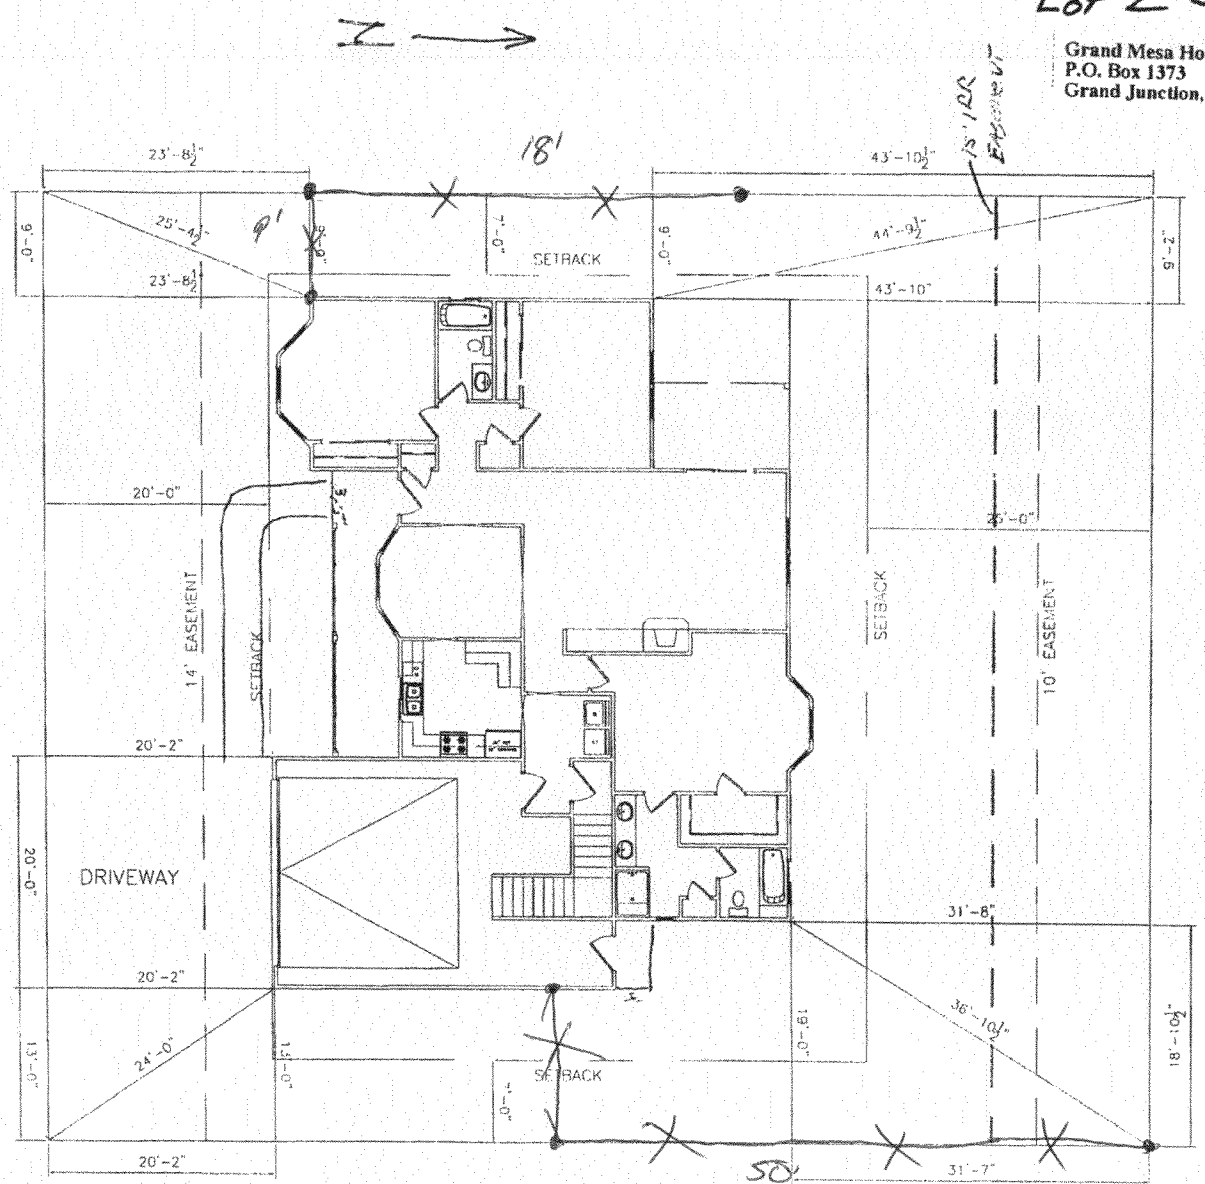 Lot 2
N
Grand Mesa Ho
P.O. Box 1373
Grand Junction,
15' IRR
EASEMENT
18'
23'-8½"
43'-10½"
9'
9'-0"
25'-4½"
9'-0"
7'-0"
SETBACK
9'-0"
44'-9½"
9'-2"
23'-8½"
43'-10"
20'-0"
25'-0"
14' EASEMENT
SETBACK
SETBACK
10' EASEMENT
20'-2"
20'-0"
DRIVEWAY
31'-8"
20'-2"
13'-0"
24'-0"
15'-0"
SETBACK
7'-0"
19'-0"
36'-10½"
18'-10½"
20'-2"
50'
31'-7"